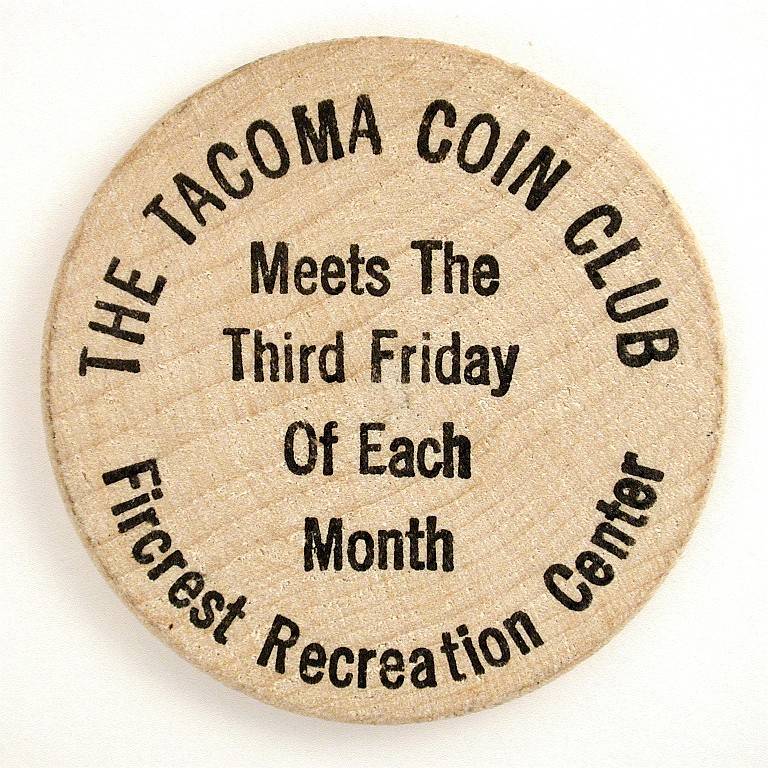 THE TACOMA COIN CLUB
Meets The
Third Friday
Of Each
Month
Fircrest Recreation Center